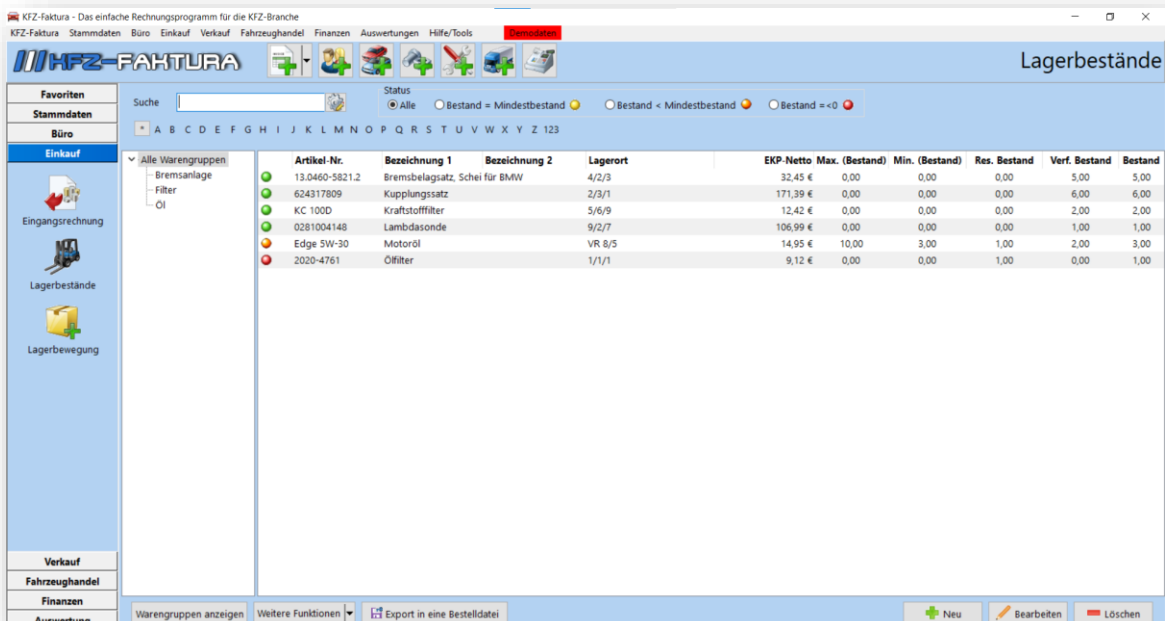 KFZ-Faktura - Das einfache Rechnungsprogramm für die KFZ-Branche
KFZ-Faktura Stammdaten Büro Einkauf Verkauf Fahrzeughandel Finanzen Auswertungen Hilfe/Tools Demodaten
KFZ-FAKTURA Lagerbestände
Favoriten
Stammdaten
Büro
Einkauf
Eingangsrechnung
Lagerbestände
Lagerbewegung
Verkauf
Fahrzeughandel
Finanzen
Auswertung
Suche
Status
Alle Bestand = Mindestbestand Bestand < Mindestbestand Bestand =<0
* A B C D E F G H I J K L M N O P Q R S T U V W X Y Z 123
Alle Warengruppen
Bremsanlage
Filter
Öl
Artikel-Nr. Bezeichnung 1 Bezeichnung 2 Lagerort EKP-Netto Max. (Bestand) Min. (Bestand) Res. Bestand Verf. Bestand Bestand
13.0460-5821.2 Bremsbelagsatz, Schei für BMW 4/2/3 32,45 € 0,00 0,00 0,00 5,00 5,00
624317809 Kupplungssatz 2/3/1 171,39 € 0,00 0,00 0,00 6,00 6,00
KC 100D Kraftstofffilter 5/6/9 12,42 € 0,00 0,00 0,00 2,00 2,00
0281004148 Lambdasonde 9/2/7 106,99 € 0,00 0,00 0,00 1,00 1,00
Edge 5W-30 Motoröl VR 8/5 14,95 € 10,00 3,00 1,00 2,00 3,00
2020-4761 Ölfilter 1/1/1 9,12 € 0,00 0,00 1,00 0,00 1,00
Warengruppen anzeigen Weitere Funktionen Export in eine Bestelldatei Neu Bearbeiten Löschen